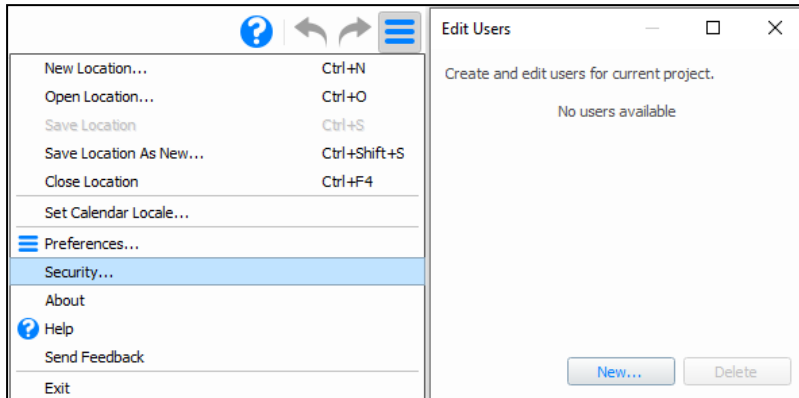 New Location... Ctrl+N
Open Location... Ctrl+O
Save Location Ctrl+S
Save Location As New... Ctrl+Shift+S
Close Location Ctrl+F4
Set Calendar Locale...
Preferences...
Security...
About
? Help
Send Feedback
Exit
Edit Users
Create and edit users for current project.
No users available
New... Delete